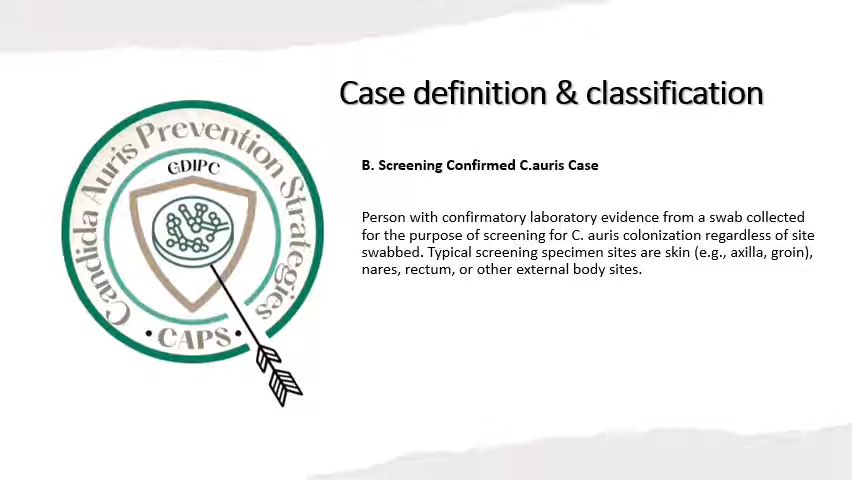 Case definition & classification
Candida Auris Prevention Strategies
GDIPC
•CAPS•
B. Screening Confirmed C.auris Case
Person with confirmatory laboratory evidence from a swab collected
for the purpose of screening for C. auris colonization regardless of site
swabbed. Typical screening specimen sites are skin (e.g., axilla, groin),
nares, rectum, or other external body sites.